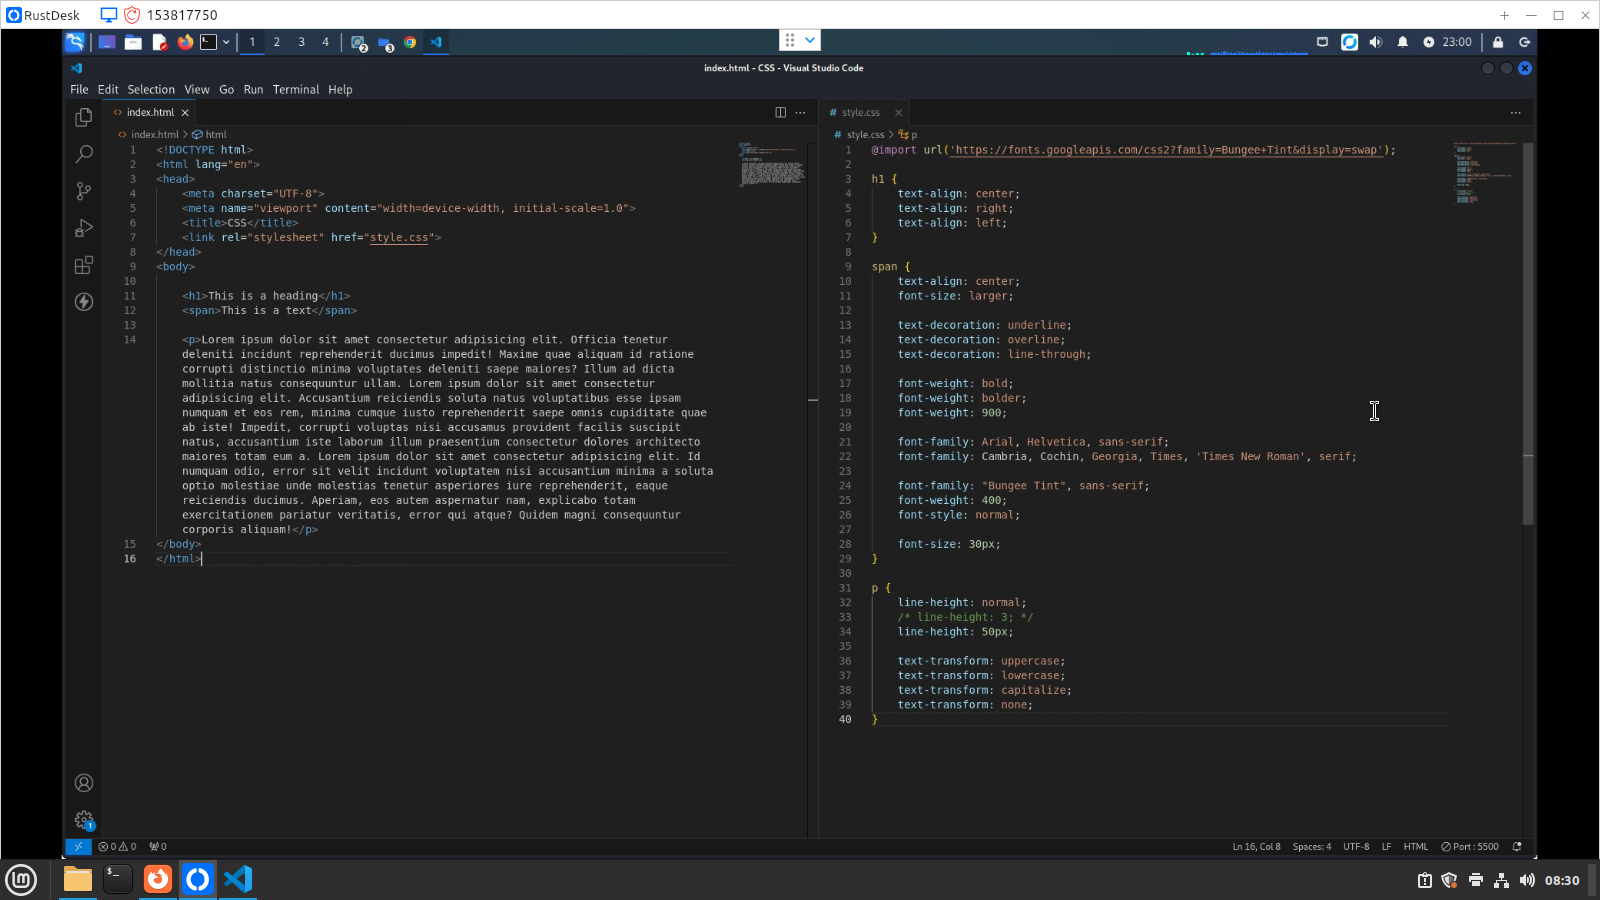 RustDesk 153817750
1 2 3 4 2 3 23:00
index.html - CSS - Visual Studio Code
File Edit Selection View Go Run Terminal Help
index.html
index.html > html
1 <!DOCTYPE html>
2 <html lang="en">
3 <head>
4 <meta charset="UTF-8">
5 <meta name="viewport" content="width=device-width, initial-scale=1.0">
6 <title>CSS</title>
7 <link rel="stylesheet" href="style.css">
8 </head>
9 <body>
10
11 <h1>This is a heading</h1>
12 <span>This is a text</span>
13
14 <p>Lorem ipsum dolor sit amet consectetur adipisicing elit. Officia tenetur
deleniti incidunt reprehenderit ducimus impedit! Maxime quae aliquam id ratione
corrupti distinctio minima voluptates deleniti saepe maiores? Illum ad dicta
mollitia natus consequuntur ullam. Lorem ipsum dolor sit amet consectetur
adipisicing elit. Accusantium reiciendis soluta natus voluptatibus esse ipsam
numquam et eos rem, minima cumque iusto reprehenderit saepe omnis cupiditate quae
ab iste! Impedit, corrupti voluptas nisi accusamus provident facilis suscipit
natus, accusantium iste laborum illum praesentium consectetur dolores architecto
maiores totam eum a. Lorem ipsum dolor sit amet consectetur adipisicing elit. Id
numquam odio, error sit velit incidunt voluptatem nisi accusantium minima a soluta
optio molestiae unde molestias tenetur asperiores iure reprehenderit, eaque
reiciendis ducimus. Aperiam, eos autem aspernatur nam, explicabo totam
exercitationem pariatur veritatis, error qui atque? Quidem magni consequuntur
corporis aliquam!</p>
15 </body>
16 </html>
# style.css
# style.css > p
1 @import url('https://fonts.googleapis.com/css2?family=Bungee+Tint&display=swap');
2
3 h1 {
4 text-align: center;
5 text-align: right;
6 text-align: left;
7 }
8
9 span {
10 text-align: center;
11 font-size: larger;
12
13 text-decoration: underline;
14 text-decoration: overline;
15 text-decoration: line-through;
16
17 font-weight: bold;
18 font-weight: bolder;
19 font-weight: 900;
20
21 font-family: Arial, Helvetica, sans-serif;
22 font-family: Cambria, Cochin, Georgia, Times, 'Times New Roman', serif;
23
24 font-family: "Bungee Tint", sans-serif;
25 font-weight: 400;
26 font-style: normal;
27
28 font-size: 30px;
29 }
30
31 p {
32 line-height: normal;
33 /* line-height: 3; */
34 line-height: 50px;
35
36 text-transform: uppercase;
37 text-transform: lowercase;
38 text-transform: capitalize;
39 text-transform: none;
40 }
1
0 0 0 Ln 16, Col 8 Spaces: 4 UTF-8 LF HTML Port : 5500
08:30